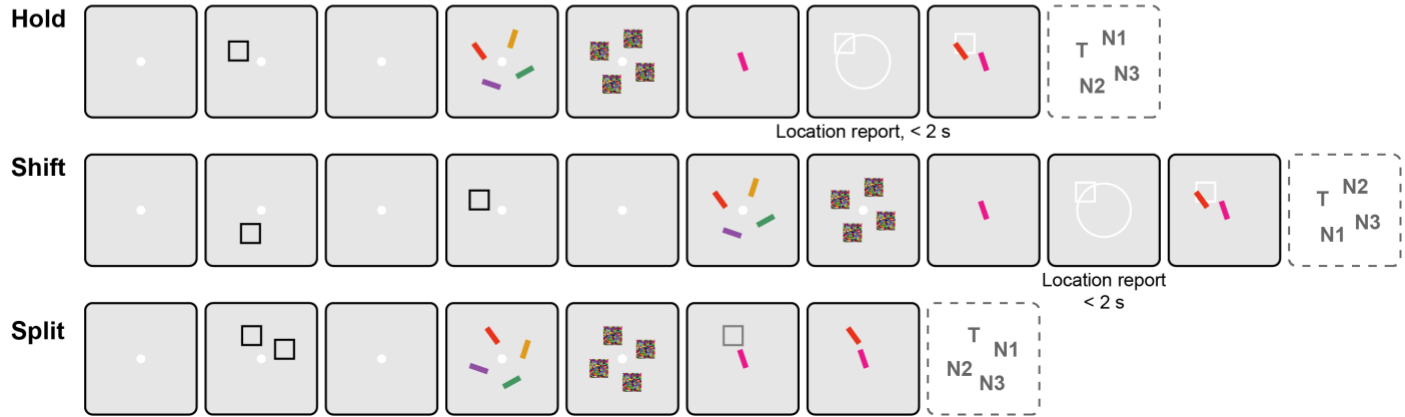 Hold
T N1
N2 N3
Location report, < 2 s
Shift
T N2
N1 N3
Location report
< 2 s
Split
T N1
N2 N3